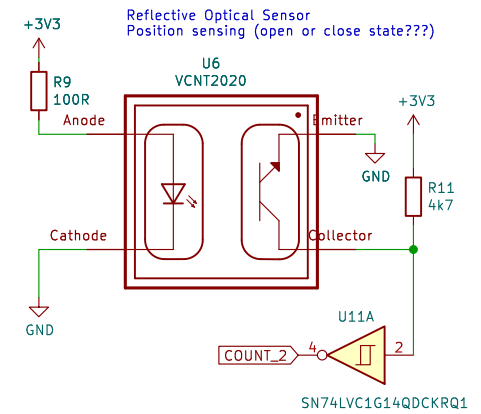 Reflective Optical Sensor
Position sensing (open or close state???)
+3V3
U6
VCNT2020
R9
100R
Anode
Emitter
+3V3
GND
R11
4k7
Cathode
Collector
GND
U11A
COUNT_2
4
2
SN74LVC1G14QDCKRQ1